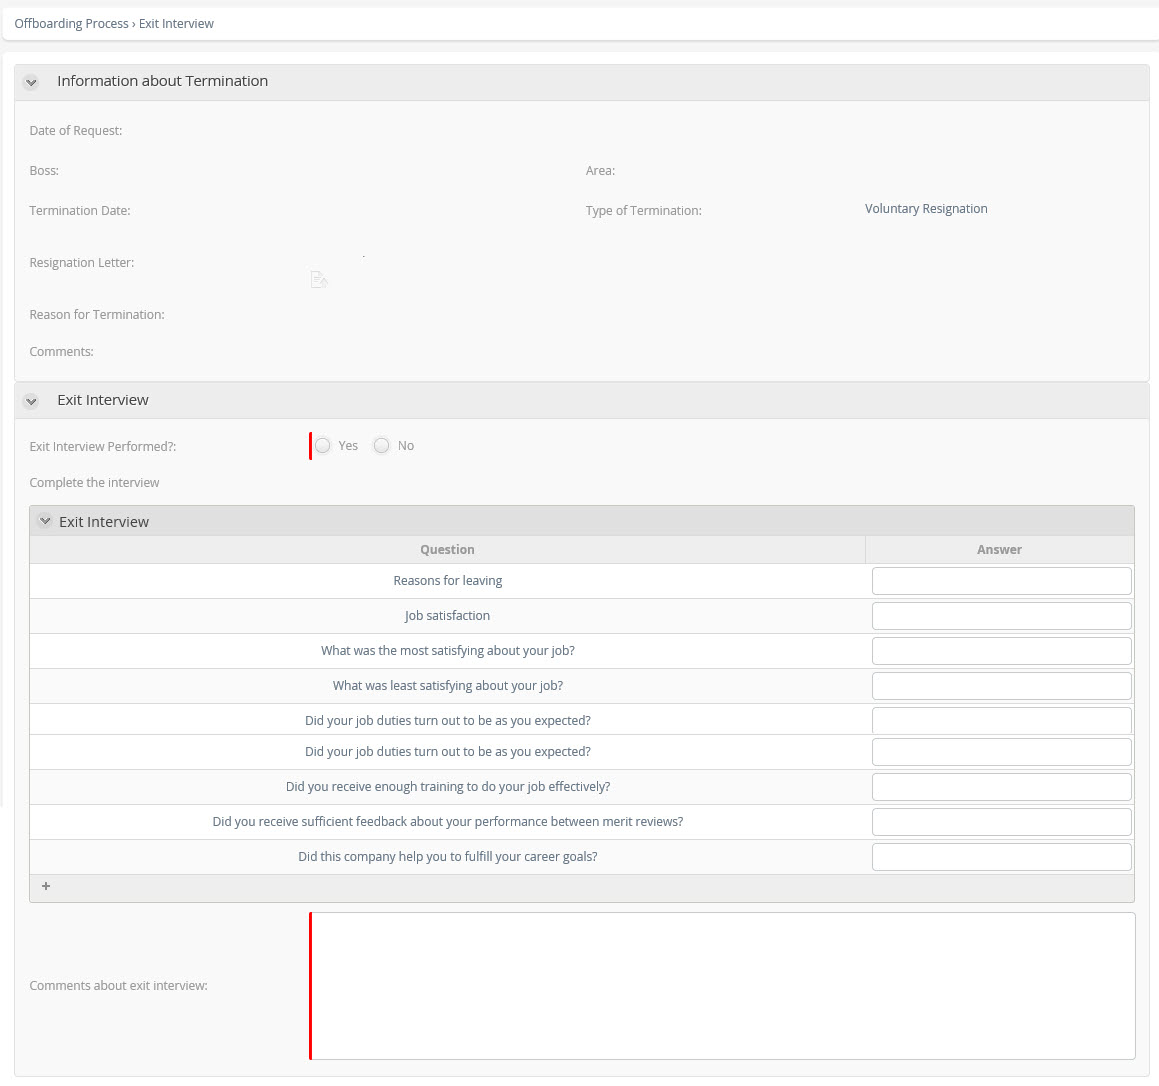 Offboarding Process › Exit Interview
Information about Termination
Date of Request:
Boss:
Area:
Termination Date:
Type of Termination:
Voluntary Resignation
Resignation Letter:
Reason for Termination:
Comments:
Exit Interview
Exit Interview Performed?:
Yes
No
Complete the interview
Exit Interview
Question
Answer
Reasons for leaving
Job satisfaction
What was the most satisfying about your job?
What was least satisfying about your job?
Did your job duties turn out to be as you expected?
Did your job duties turn out to be as you expected?
Did you receive enough training to do your job effectively?
Did you receive sufficient feedback about your performance between merit reviews?
Did this company help you to fulfill your career goals?
+
Comments about exit interview: